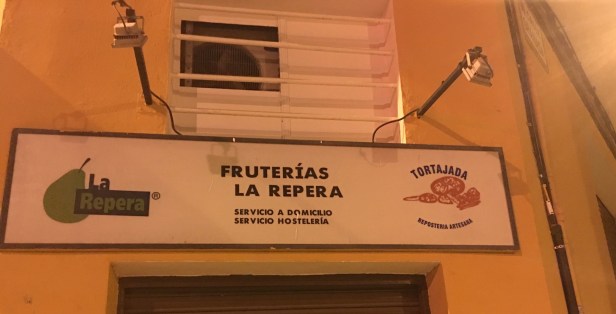 La
Repera®
FRUTERÍAS
LA REPERA
SERVICIO A DOMICILIO
SERVICIO HOSTELERÍA
TORTAJADA
REPOSTERIA ARTESANA